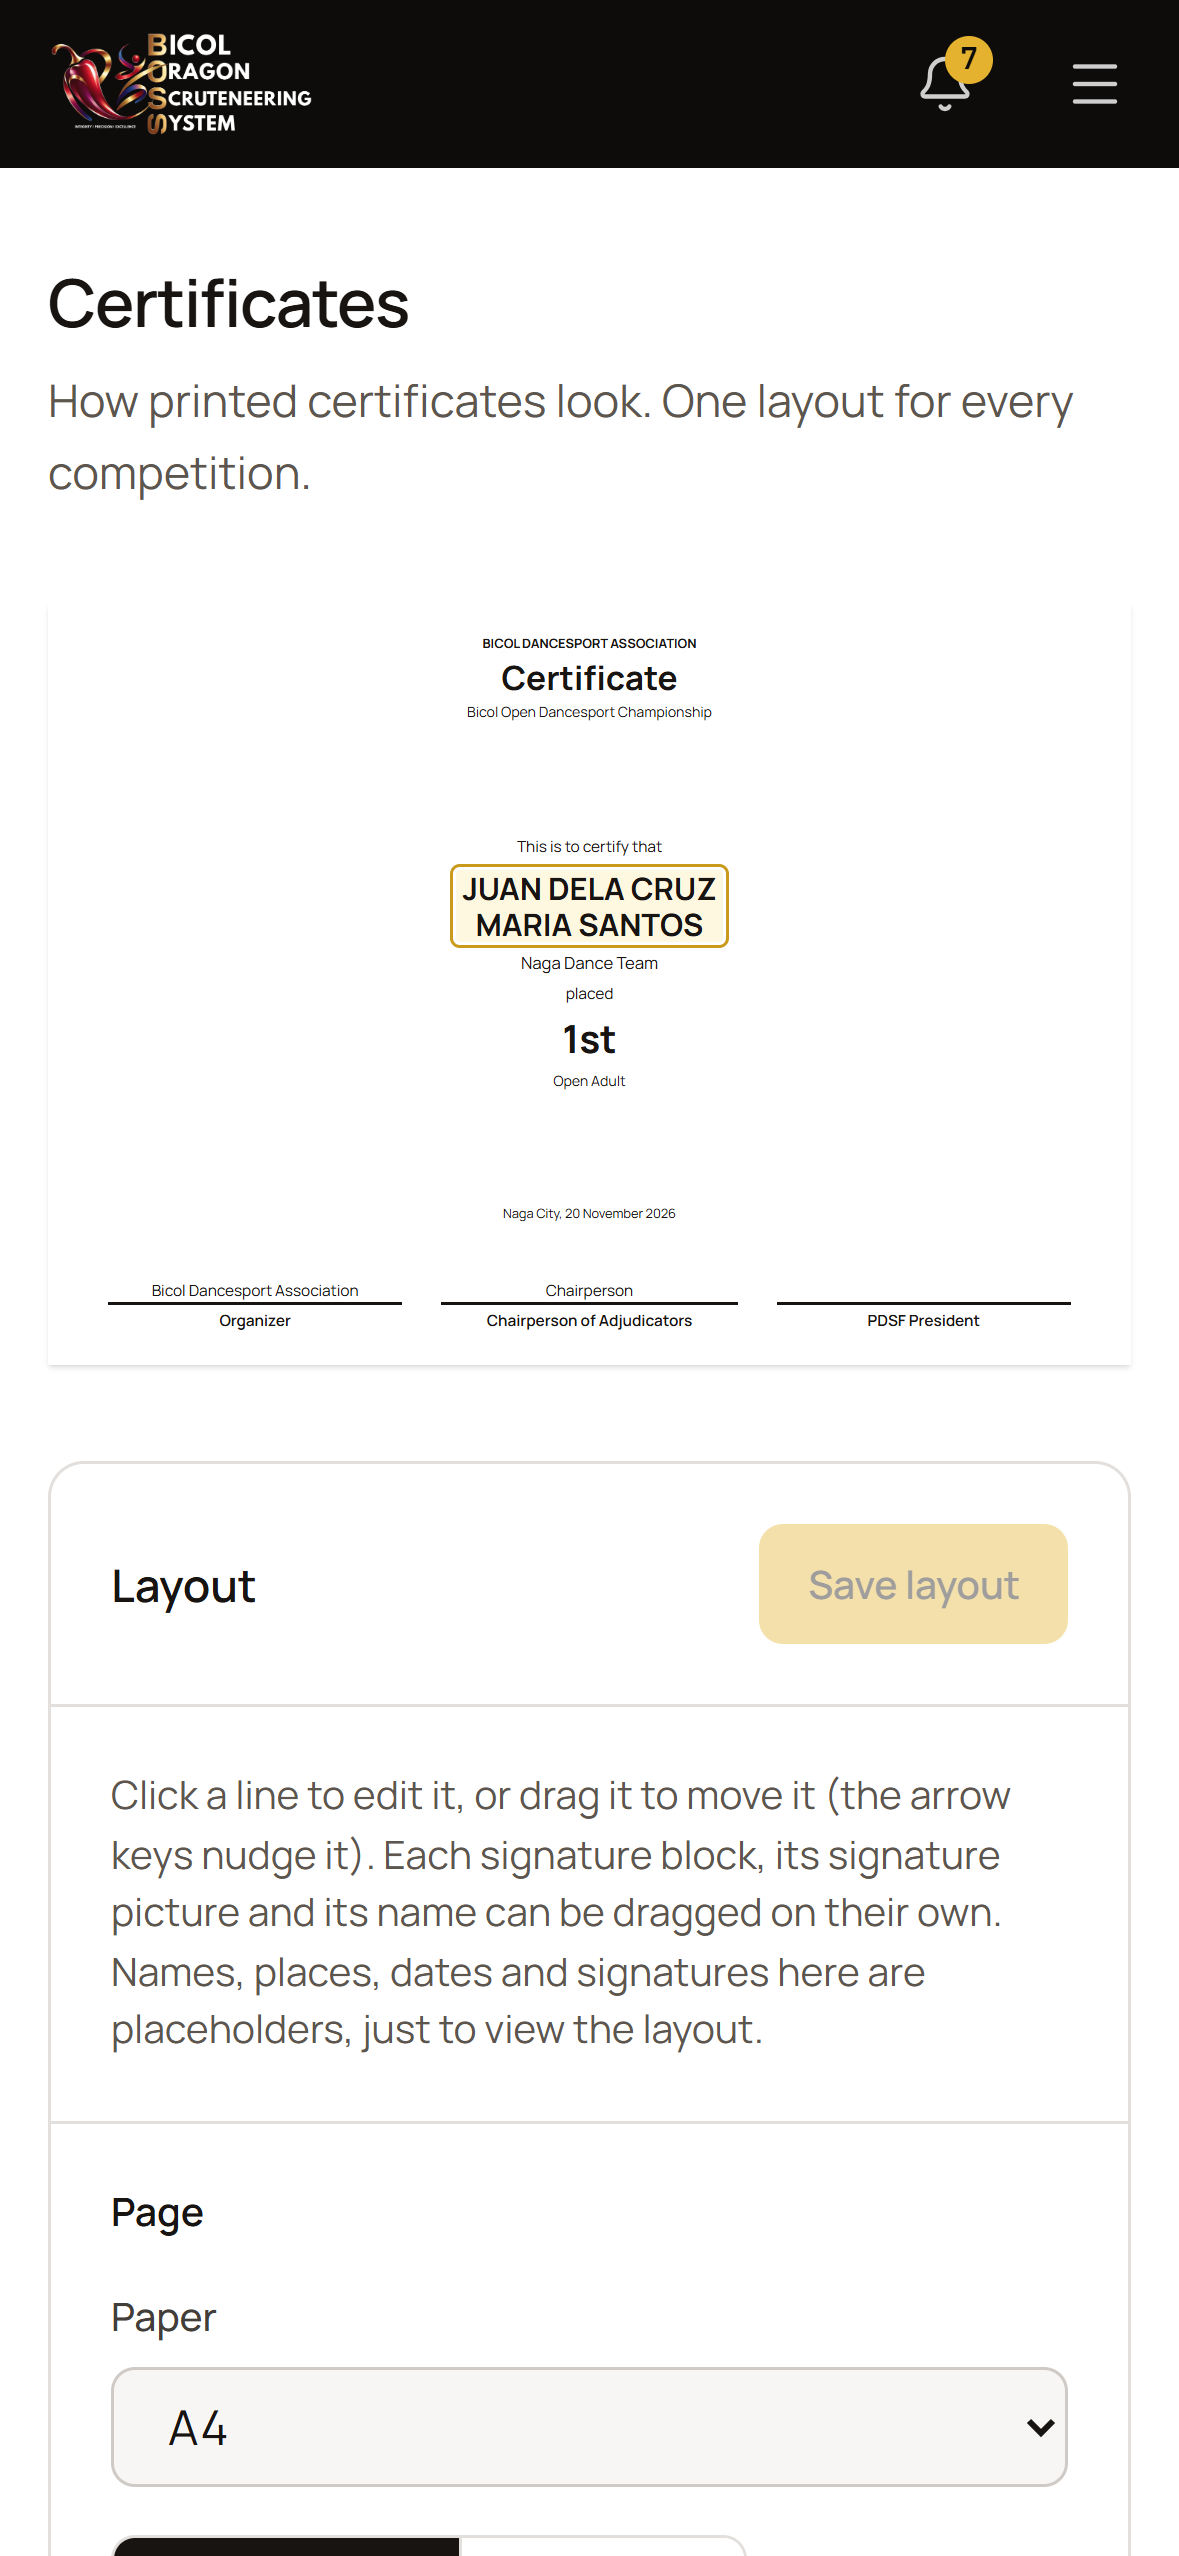 BICOL
DRAGON
SCRUTENEERING
SYSTEM
INTEGRITY | PRECISION | EXCELLENCE
7
Certificates
How printed certificates look. One layout for every
competition.
BICOL DANCESPORT ASSOCIATION
Certificate
Bicol Open Dancesport Championship
This is to certify that
JUAN DELA CRUZ
MARIA SANTOS
Naga Dance Team
placed
1st
Open Adult
Naga City, 20 November 2026
Bicol Dancesport Association
Organizer
Chairperson
Chairperson of Adjudicators
PDSF President
Layout
Save layout
Click a line to edit it, or drag it to move it (the arrow
keys nudge it). Each signature block, its signature
picture and its name can be dragged on their own.
Names, places, dates and signatures here are
placeholders, just to view the layout.
Page
Paper
A4